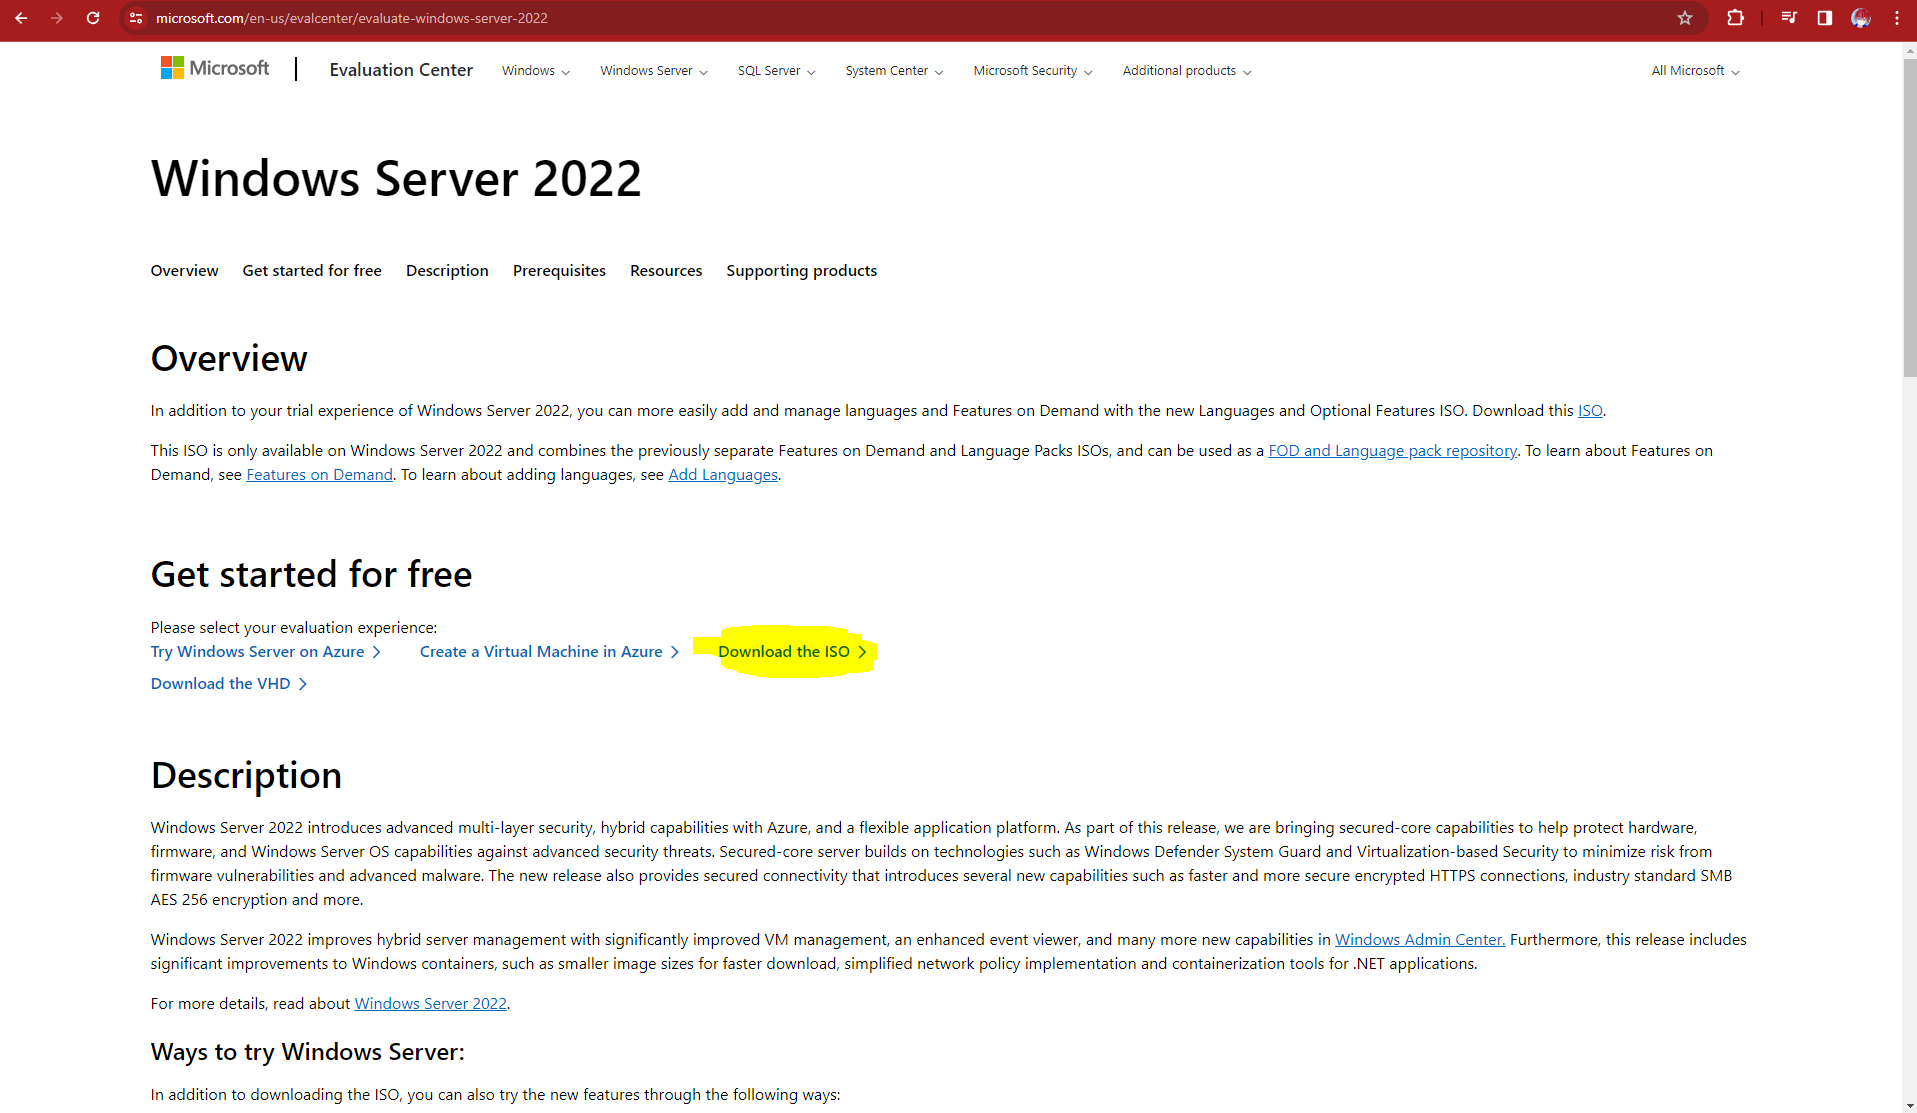 microsoft.com/en-us/evalcenter/evaluate-windows-server-2022
Microsoft
Evaluation Center
Windows
Windows Server
SQL Server
System Center
Microsoft Security
Additional products
All Microsoft
Windows Server 2022
Overview
Get started for free
Description
Prerequisites
Resources
Supporting products
Overview
In addition to your trial experience of Windows Server 2022, you can more easily add and manage languages and Features on Demand with the new Languages and Optional Features ISO. Download this ISO.
This ISO is only available on Windows Server 2022 and combines the previously separate Features on Demand and Language Packs ISOs, and can be used as a FOD and Language pack repository. To learn about Features on
Demand, see Features on Demand. To learn about adding languages, see Add Languages.
Get started for free
Please select your evaluation experience:
Try Windows Server on Azure
Create a Virtual Machine in Azure
Download the ISO
Download the VHD
Description
Windows Server 2022 introduces advanced multi-layer security, hybrid capabilities with Azure, and a flexible application platform. As part of this release, we are bringing secured-core capabilities to help protect hardware,
firmware, and Windows Server OS capabilities against advanced security threats. Secured-core server builds on technologies such as Windows Defender System Guard and Virtualization-based Security to minimize risk from
firmware vulnerabilities and advanced malware. The new release also provides secured connectivity that introduces several new capabilities such as faster and more secure encrypted HTTPS connections, industry standard SMB
AES 256 encryption and more.
Windows Server 2022 improves hybrid server management with significantly improved VM management, an enhanced event viewer, and many more new capabilities in Windows Admin Center. Furthermore, this release includes
significant improvements to Windows containers, such as smaller image sizes for faster download, simplified network policy implementation and containerization tools for .NET applications.
For more details, read about Windows Server 2022.
Ways to try Windows Server:
In addition to downloading the ISO, you can also try the new features through the following ways: